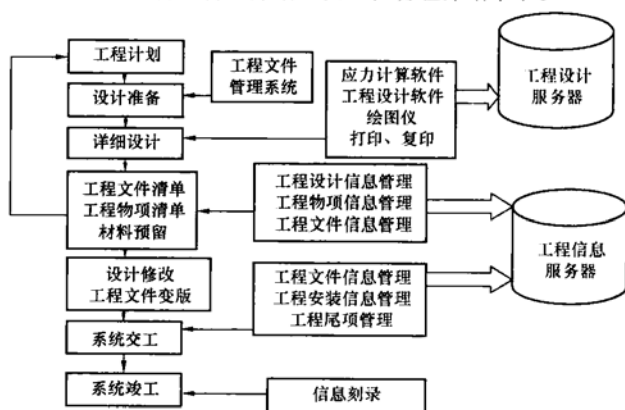 工程计划
设计准备
详细设计
工程文件清单
工程物项清单
材料预留
设计修改
工程文件变版
系统交工
系统竣工
工程文件
管理系统
应力计算软件
工程设计软件
绘图仪
打印、复印
工程设计信息管理
工程物项信息管理
工程文件信息管理
工程文件信息管理
工程安装信息管理
工程尾项管理
信息刻录
工程设计
服务器
工程信息
服务器